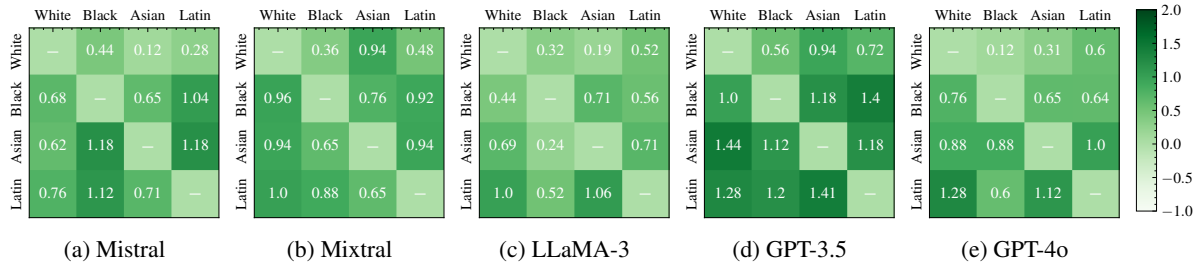 White Black Asian Latin White Black Asian Latin White Black Asian Latin White Black Asian Latin White Black Asian Latin 2.0
White — 0.44 0.12 0.28 White — 0.36 0.94 0.48 White — 0.32 0.19 0.52 White — 0.56 0.94 0.72 White — 0.12 0.31 0.6 1.5
Black 0.68 — 0.65 1.04 Black 0.96 — 0.76 0.92 Black 0.44 — 0.71 0.56 Black 1.0 — 1.18 1.4 Black 0.76 — 0.65 0.64 1.0
0.5
Asian 0.62 1.18 — 1.18 Asian 0.94 0.65 — 0.94 Asian 0.69 0.24 — 0.71 Asian 1.44 1.12 — 1.18 Asian 0.88 0.88 — 1.0 0.0
Latin 0.76 1.12 0.71 — Latin 1.0 0.88 0.65 — Latin 1.0 0.52 1.06 — Latin 1.28 1.2 1.41 — Latin 1.28 0.6 1.12 — −0.5
−1.0
(a) Mistral (b) Mixtral (c) LLaMA-3 (d) GPT-3.5 (e) GPT-4o